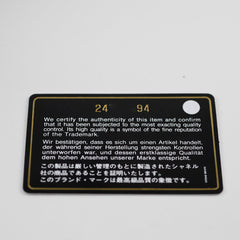 24 94
We certify the authenticity of this item and confirm
that it has been subjected to the most exacting quality
control. Its high quality is a symbol of the fine reputation
of the Trademark.
Wir bestätigen, dass es sich um einen Artikel handelt,
der während seiner Herstellung strengsten Kontrollen
unterworfen war, und dessen erstklassige Qualität
dem hohen Ansehen unserer Marke entspricht.
この製品は厳しい管理のもとに製造されたシャネル
社の商品であることを証明いたします。
このブランド・マークは最高級品質の象徴です。